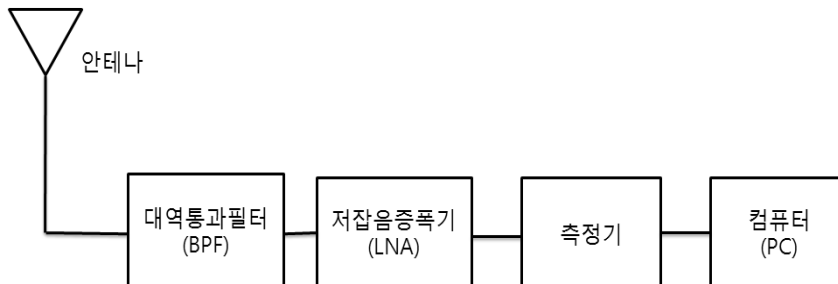 안테나
대역통과필터
(BPF)
저잡음증폭기
(LNA)
측정기
컴퓨터
(PC)